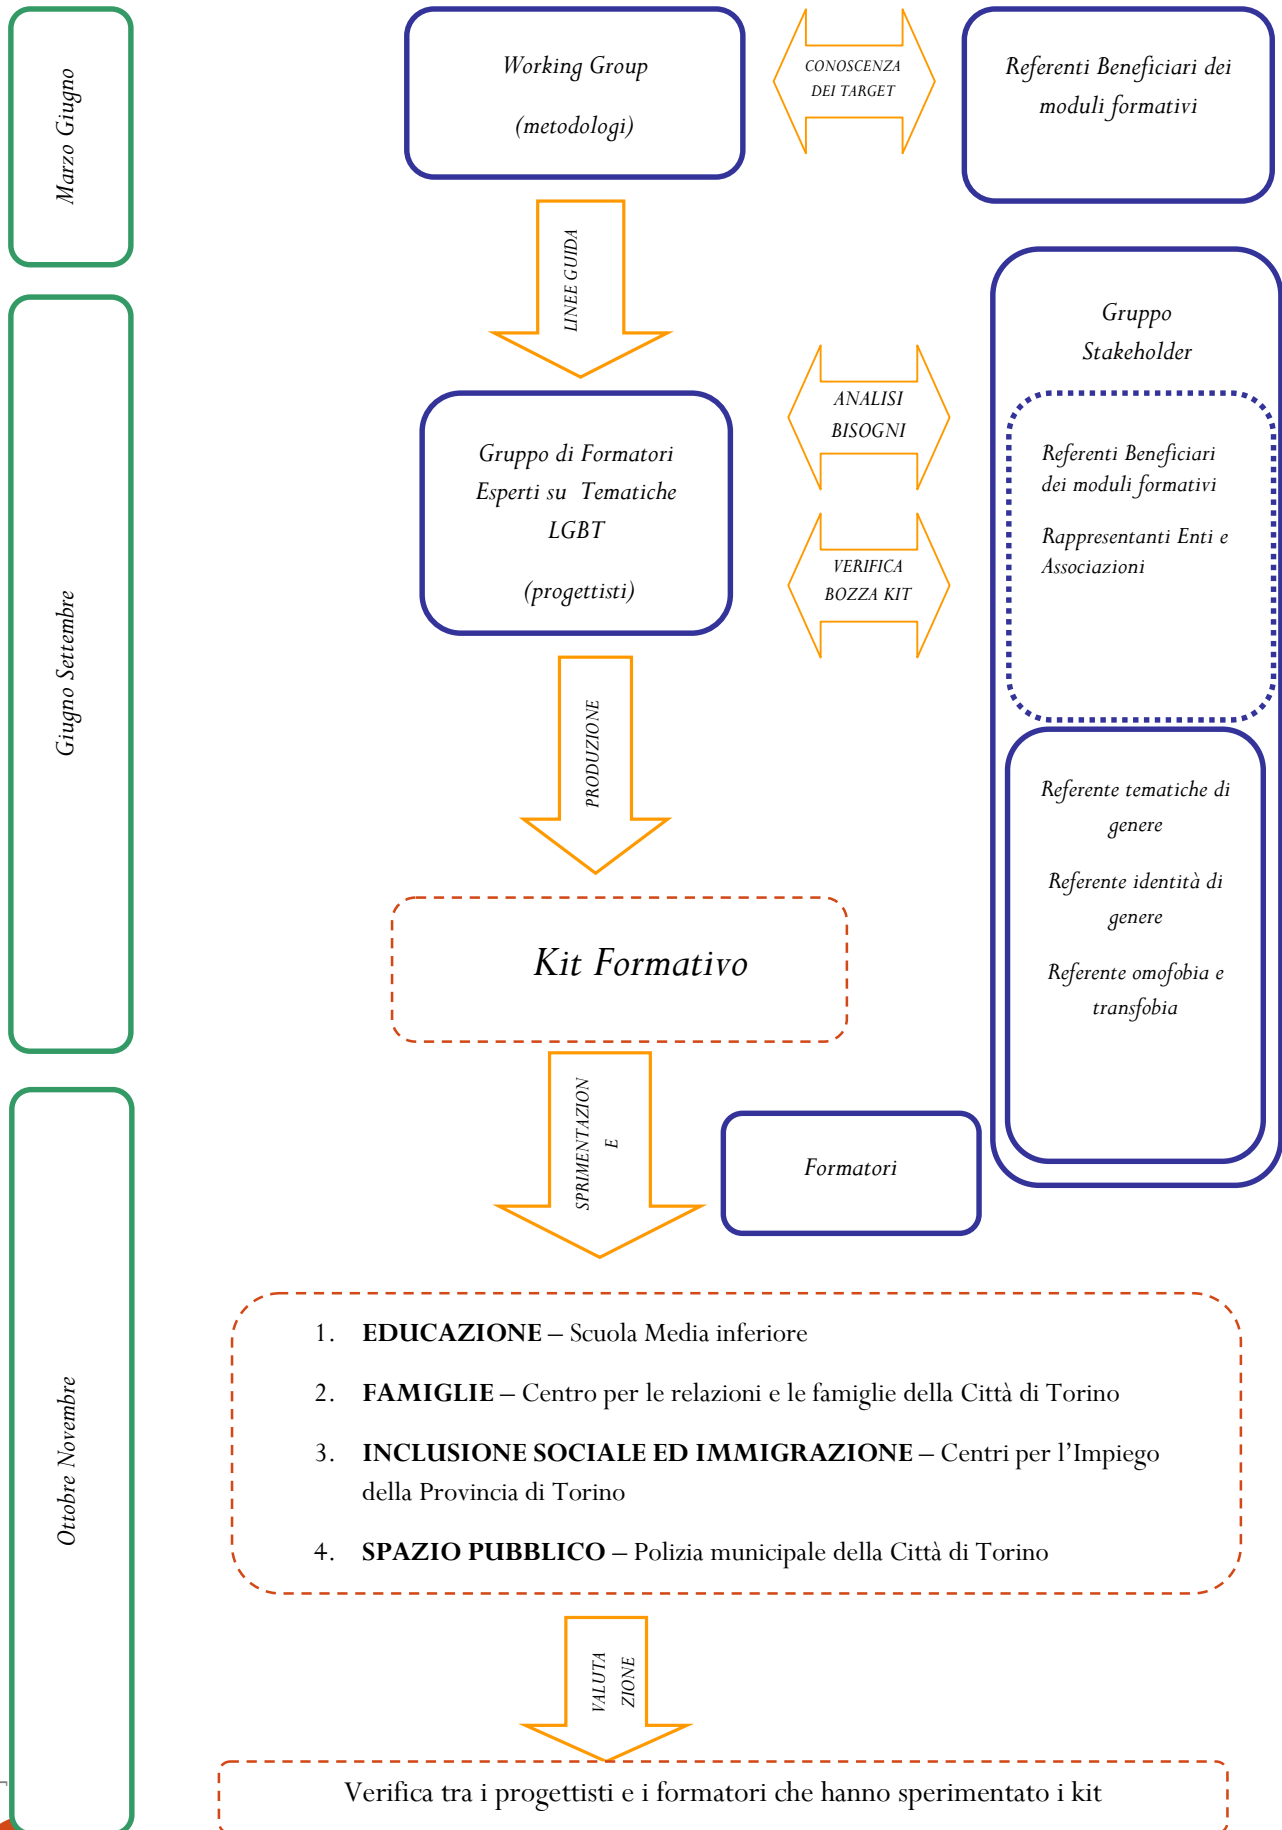 Marzo Giugno
Working Group
(metodologi)
CONOSCENZA
DEI TARGET
Referenti Beneficiari dei
moduli formativi
LINEE GUIDA
Giugno Settembre
Gruppo di Formatori
Esperti su Tematiche
LGBT
(progettisti)
ANALISI
BISOGNI
VERIFICA
BOZZA KIT
Gruppo
Stakeholder
Referenti Beneficiari
dei moduli formativi
Rappresentanti Enti e
Associazioni
Referente tematiche di
genere
Referente identità di
genere
Referente omofobia e
transfobia
PRODUZIONE
Kit Formativo
SPRIMENTAZION
E
Formatori
Ottobre Novembre
1. EDUCAZIONE – Scuola Media inferiore
2. FAMIGLIE – Centro per le relazioni e le famiglie della Città di Torino
3. INCLUSIONE SOCIALE ED IMMIGRAZIONE – Centri per l'Impiego
della Provincia di Torino
4. SPAZIO PUBBLICO – Polizia municipale della Città di Torino
VALUTA
ZIONE
Verifica tra i progettisti e i formatori che hanno sperimentato i kit